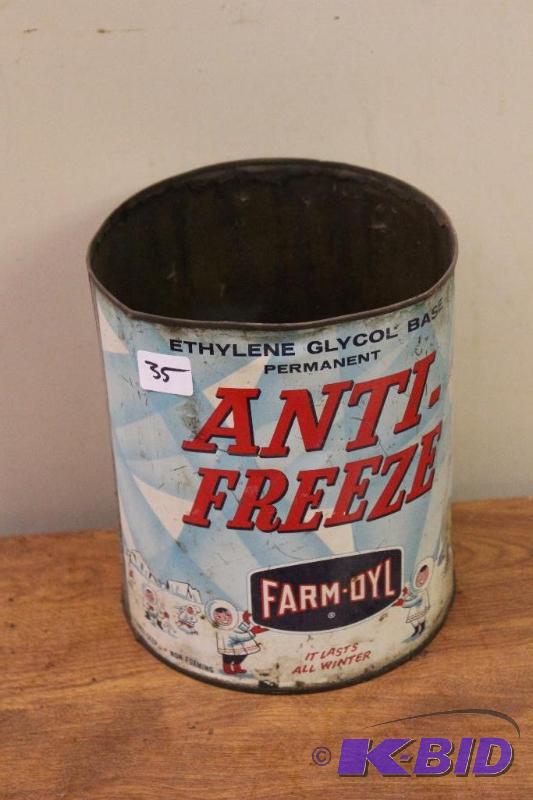 35
ETHYLENE GLYCOL BASE
PERMANENT
ANTI-
FREEZE
FARM-OYL
®
IT LASTS
ALL WINTER
NON-FOAMING
© K-BID